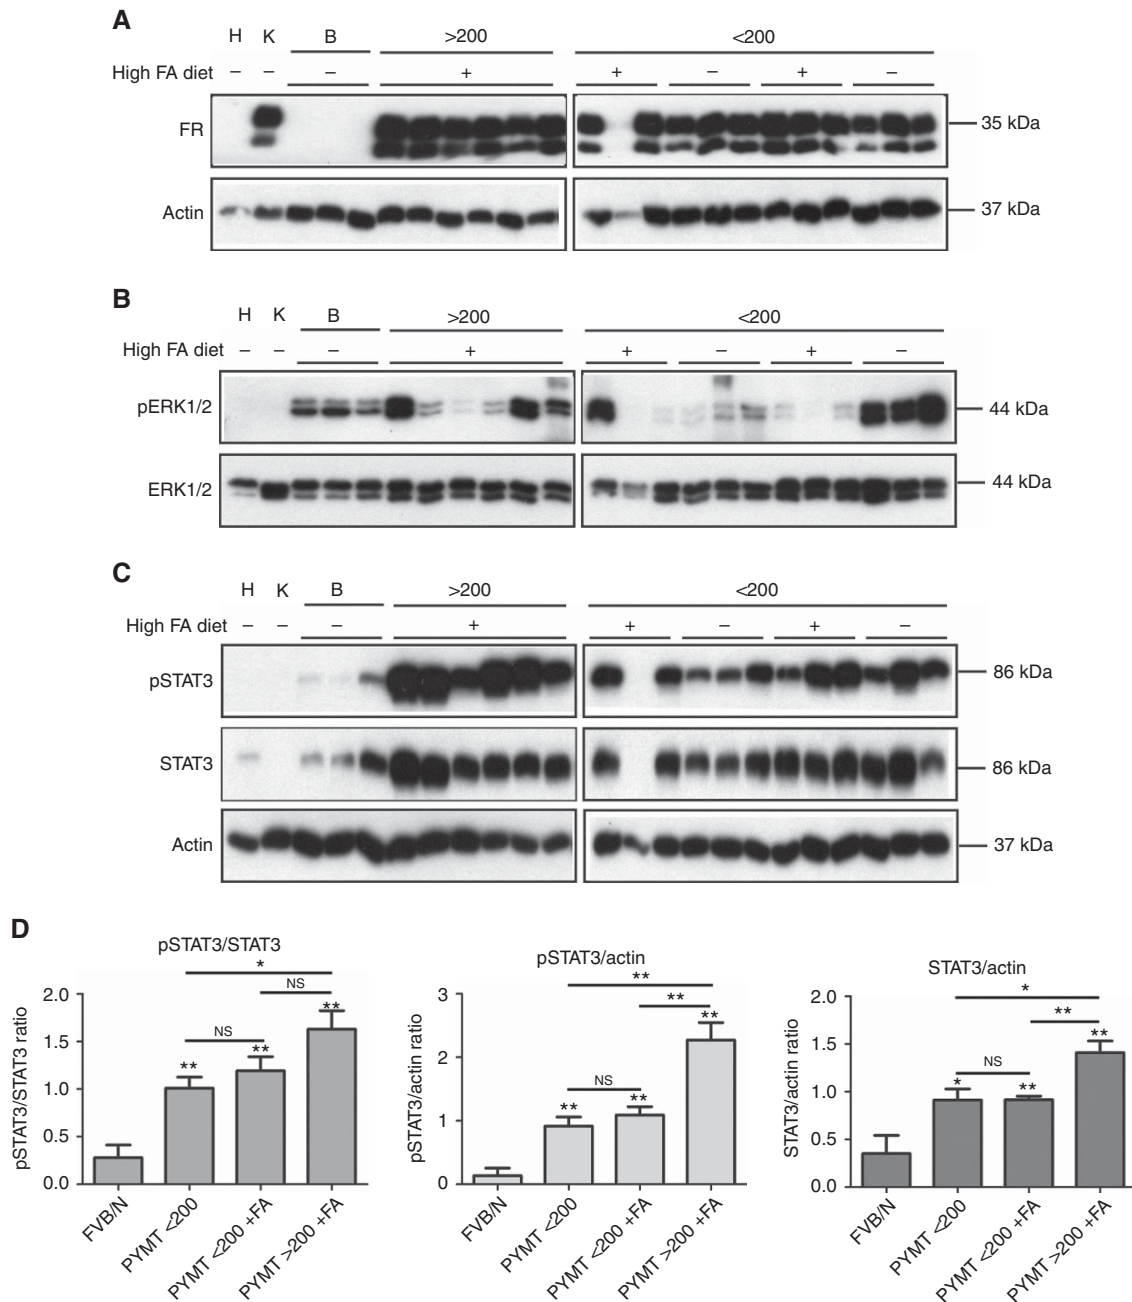 A
H K B >200 <200
High FA diet – – – + + – + –
FR
35 kDa
Actin
37 kDa
B
H K B >200 <200
High FA diet – – – + + – + –
pERK1/2
44 kDa
ERK1/2
44 kDa
C
H K B >200 <200
High FA diet – – – + + – + –
pSTAT3
86 kDa
STAT3
86 kDa
Actin
37 kDa
D
pSTAT3/STAT3
pSTAT3/STAT3 ratio
2.0
1.5
1.0
0.5
0.0
*
NS
**
NS
**
**
FVB/N
PYMT <200
PYMT <200 +FA
PYMT >200 +FA
pSTAT3/actin
pSTAT3/actin ratio
3
2
1
0
**
**
**
NS
**
**
FVB/N
PYMT <200
PYMT <200 +FA
PYMT >200 +FA
STAT3/actin
STAT3/actin ratio
2.0
1.5
1.0
0.5
0.0
*
**
**
NS
*
**
FVB/N
PYMT <200
PYMT <200 +FA
PYMT >200 +FA